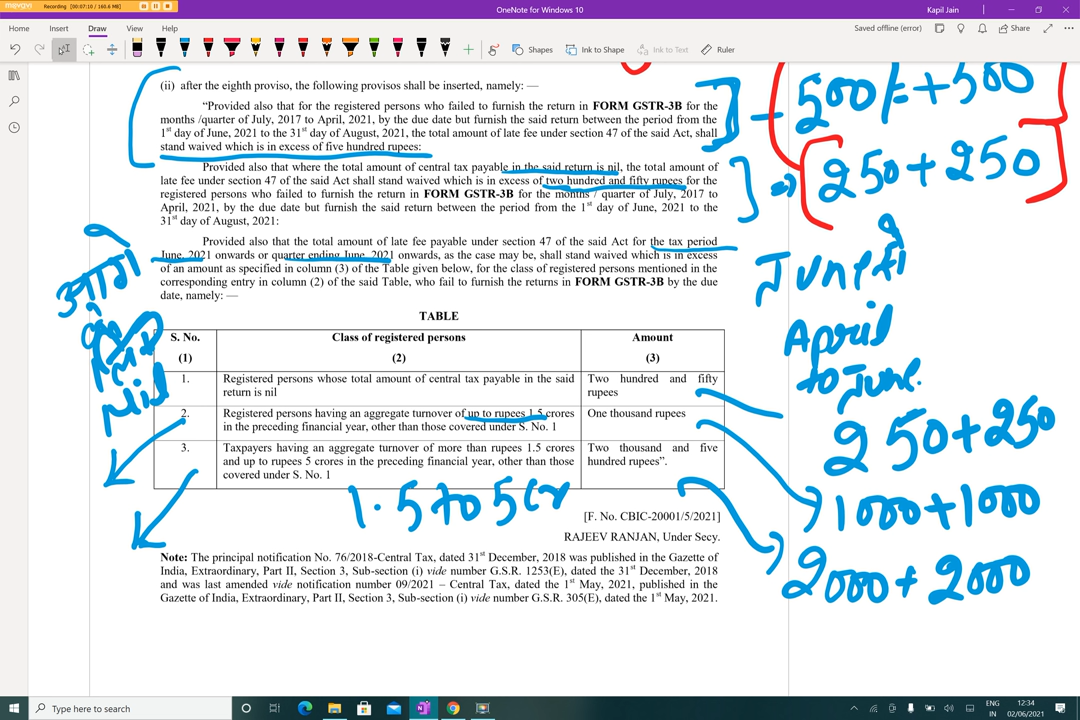 movavi Recording [00:07:10 / 160.6 MB]
OneNote for Windows 10
Kapil Jain
Home Insert Draw View Help
Saved offline (error)
Share
Shapes Ink to Shape Ink to Text Ruler
(ii) after the eighth proviso, the following provisos shall be inserted, namely: —
“Provided also that for the registered persons who failed to furnish the return in FORM GSTR-3B for the
months /quarter of July, 2017 to April, 2021, by the due date but furnish the said return between the period from the
1st day of June, 2021 to the 31st day of August, 2021, the total amount of late fee under section 47 of the said Act, shall
stand waived which is in excess of five hundred rupees:
Provided also that where the total amount of central tax payable in the said return is nil, the total amount of
late fee under section 47 of the said Act shall stand waived which is in excess of two hundred and fifty rupees for the
registered persons who failed to furnish the return in FORM GSTR-3B for the months / quarter of July, 2017 to
April, 2021, by the due date but furnish the said return between the period from the 1st day of June, 2021 to the
31st day of August, 2021:
Provided also that the total amount of late fee payable under section 47 of the said Act for the tax period
June, 2021 onwards or quarter ending June, 2021 onwards, as the case may be, shall stand waived which is in excess
of an amount as specified in column (3) of the Table given below, for the class of registered persons mentioned in the
corresponding entry in column (2) of the said Table, who fail to furnish the returns in FORM GSTR-3B by the due
date, namely: —
TABLE
S. No. Class of registered persons Amount
(1) (2) (3)
1. Registered persons whose total amount of central tax payable in the said Two hundred and fifty
return is nil rupees
2. Registered persons having an aggregate turnover of up to rupees 1.5 crores One thousand rupees
in the preceding financial year, other than those covered under S. No. 1
3. Taxpayers having an aggregate turnover of more than rupees 1.5 crores Two thousand and five
and up to rupees 5 crores in the preceding financial year, other than those hundred rupees”.
covered under S. No. 1
1.5 to 5 Cr
[F. No. CBIC-20001/5/2021]
RAJEEV RANJAN, Under Secy.
Note: The principal notification No. 76/2018-Central Tax, dated 31st December, 2018 was published in the Gazette of
India, Extraordinary, Part II, Section 3, Sub-section (i) vide number G.S.R. 1253(E), dated the 31st December, 2018
and was last amended vide notification number 09/2021 – Central Tax, dated the 1st May, 2021, published in the
Gazette of India, Extraordinary, Part II, Section 3, Sub-section (i) vide number G.S.R. 305(E), dated the 1st May, 2021.
500/- + 500
250 + 250
June की
April
to June.
250 + 250
1000 + 1000
2000 + 2000
आगे
Nil
Type here to search
ENG
IN
12:34
02/06/2021